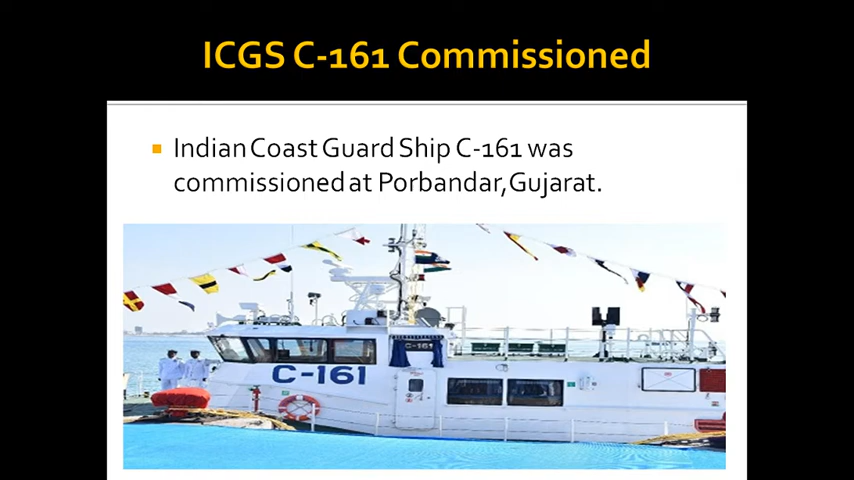 ICGS C-161 Commissioned
Indian Coast Guard Ship C-161 was
commissioned at Porbandar,Gujarat.
C-161
C-161